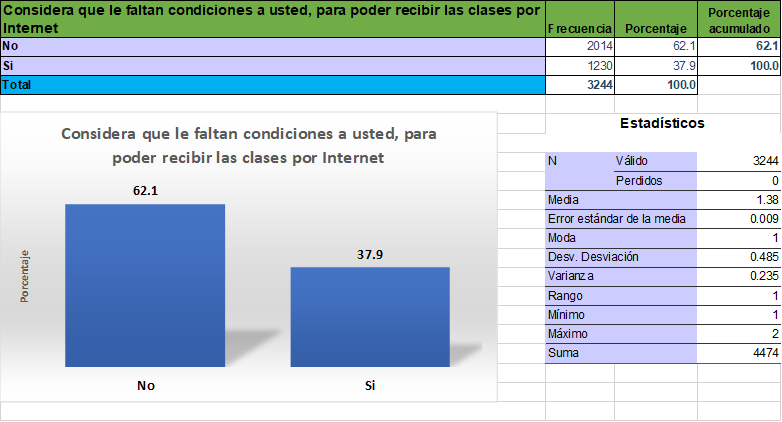 Considera que le faltan condiciones a usted, para poder recibir las clases por Internet Frecuencia Porcentaje Porcentaje acumulado
No 2014 62.1 62.1
Si 1230 37.9 100.0
Total 3244 100.0
Considera que le faltan condiciones a usted, para
poder recibir las clases por Internet
62.1
37.9
Porcentaje
No Si
Estadísticos
N Válido 3244
Perdidos 0
Media 1.38
Error estándar de la media 0.009
Moda 1
Desv. Desviación 0.485
Varianza 0.235
Rango 1
Mínimo 1
Máximo 2
Suma 4474